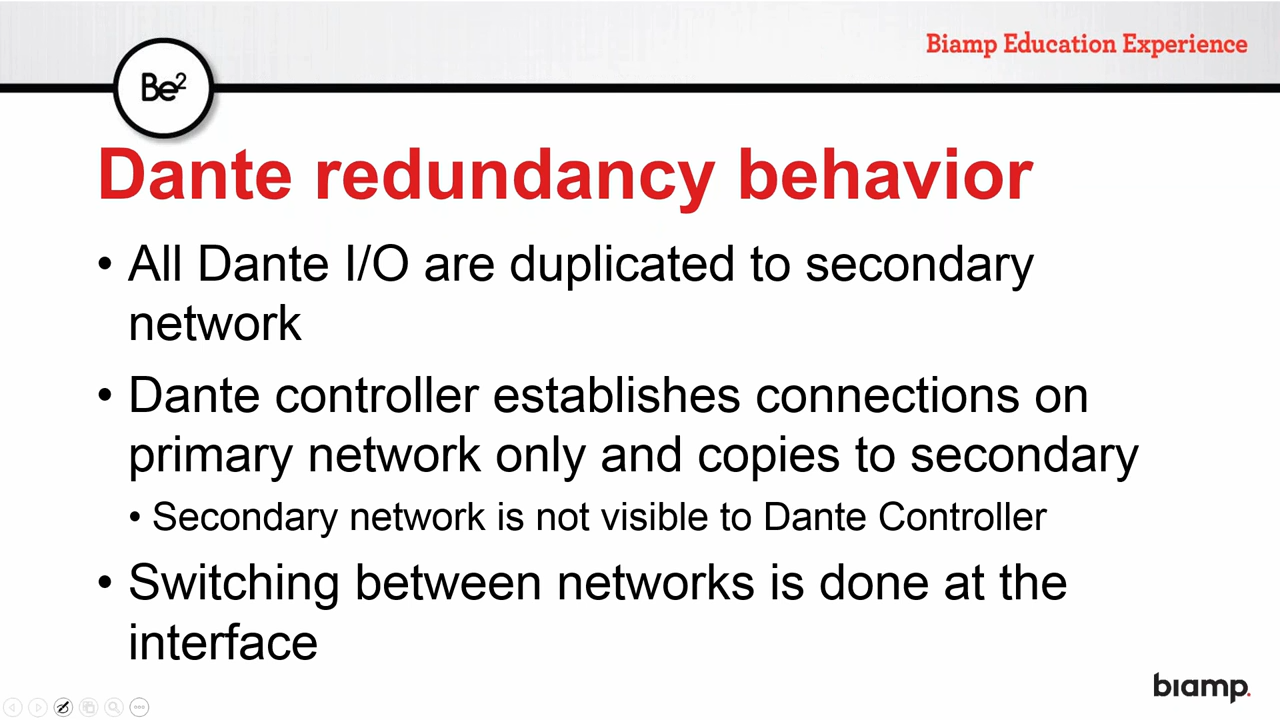 Biamp Education Experience
Be²
Dante redundancy behavior
• All Dante I/O are duplicated to secondary
network
• Dante controller establishes connections on
primary network only and copies to secondary
• Secondary network is not visible to Dante Controller
• Switching between networks is done at the
interface
biamp.